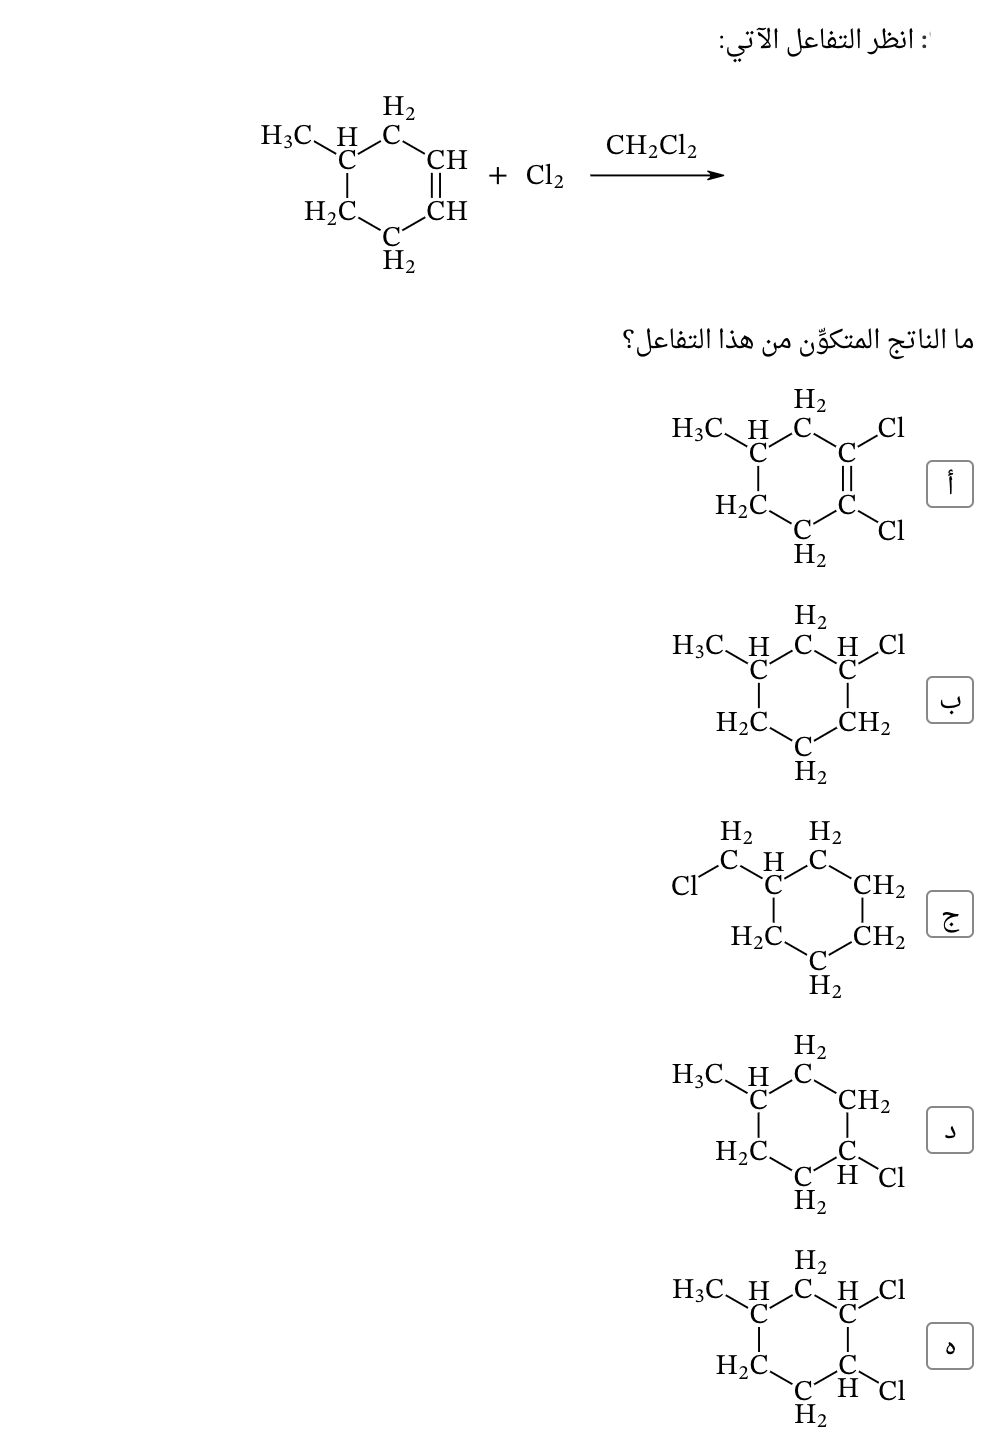 : انظر التفاعل الآتي:
H₂
H₃C H C CH
C
+ Cl₂ CH₂Cl₂
H₂C CH
C
H₂
ما الناتج المتكوِّن من هذا التفاعل؟
أ
H₂
H₃C H C Cl
C C
H₂C C
C Cl
H₂
ب
H₂
H₃C H C H Cl
C C
H₂C CH₂
C
H₂
ج
H₂ H₂
C H C
Cl C CH₂
H₂C CH₂
C
H₂
د
H₂
H₃C H C
C CH₂
H₂C C
C H Cl
H₂
ه
H₂
H₃C H C H Cl
C C
H₂C C
C H Cl
H₂